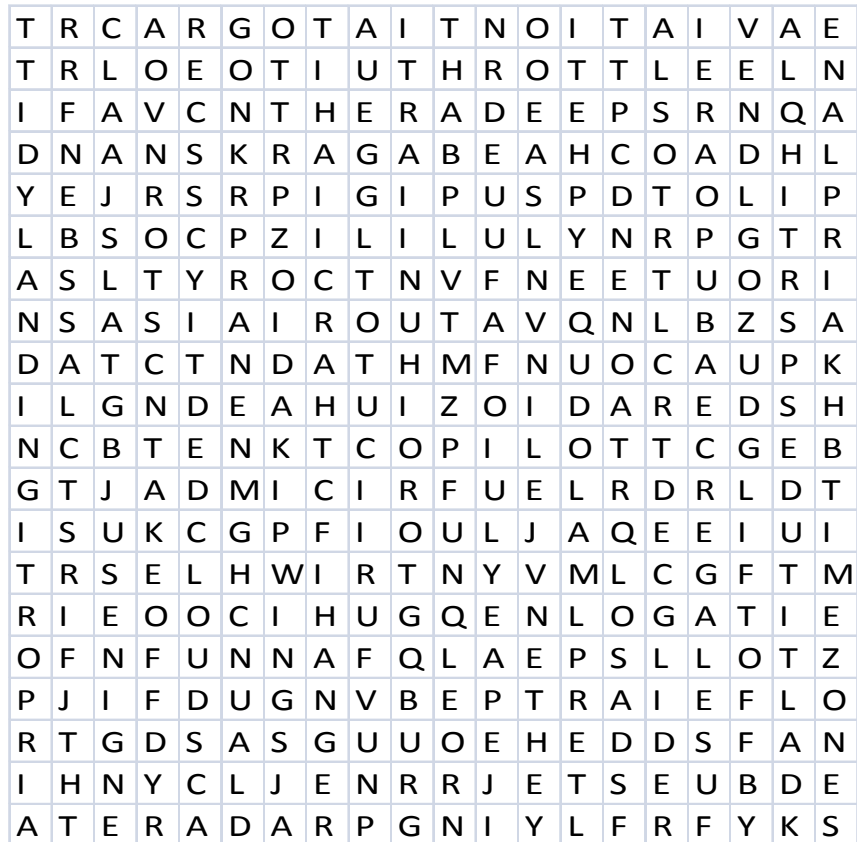 T R C A R G O T A I T N O I T A I V A E
T R L O E O T I U T H R O T T L E E L N
I F A V C N T H E R A D E E P S R N Q A
D N A N S K R A G A B E A H C O A D H L
Y E J R S R P I G I P U S P D T O L I P
L B S O C P Z I L I L U L Y N R P G T R
A S L T Y R O C T N V F N E E T U O R I
N S A S I A I R O U T A V Q N L B Z S A
D A T C T N D A T H M F N U O C A U P K
I L G N D E A H U I Z O I D A R E D S H
N C B T E N K T C O P I L O T T C G E B
G T J A D M I C I R F U E L R D R L D T
I S U K C G P F I O U L J A Q E E I U I
T R S E L H W I R T N Y V M L C G F T M
R I E O O C I H U G Q E N L O G A T I E
O F N F U N N A F Q L A E P S L L O T Z
P J I F D U G N V B E P T R A I E F L O
R T G D S A S G U U O E H E D D S F A N
I H N Y C L J E N R R J E T S E U B D E
A T E R A D A R P G N I Y L F R F Y K S